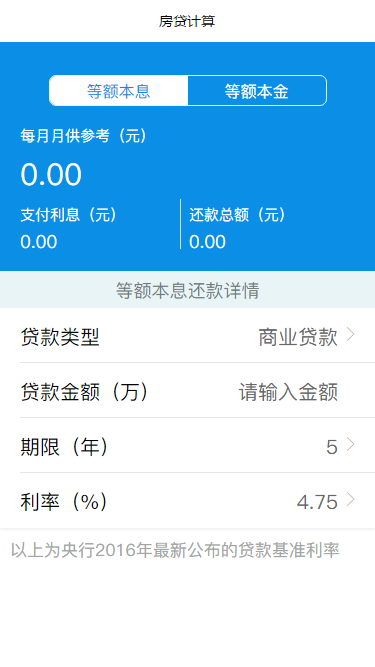 房贷计算
等额本息 等额本金
每月月供参考（元）
0.00
支付利息（元） 还款总额（元）
0.00 0.00
等额本息还款详情
贷款类型 商业贷款
贷款金额（万） 请输入金额
期限（年） 5
利率（%） 4.75
以上为央行2016年最新公布的贷款基准利率